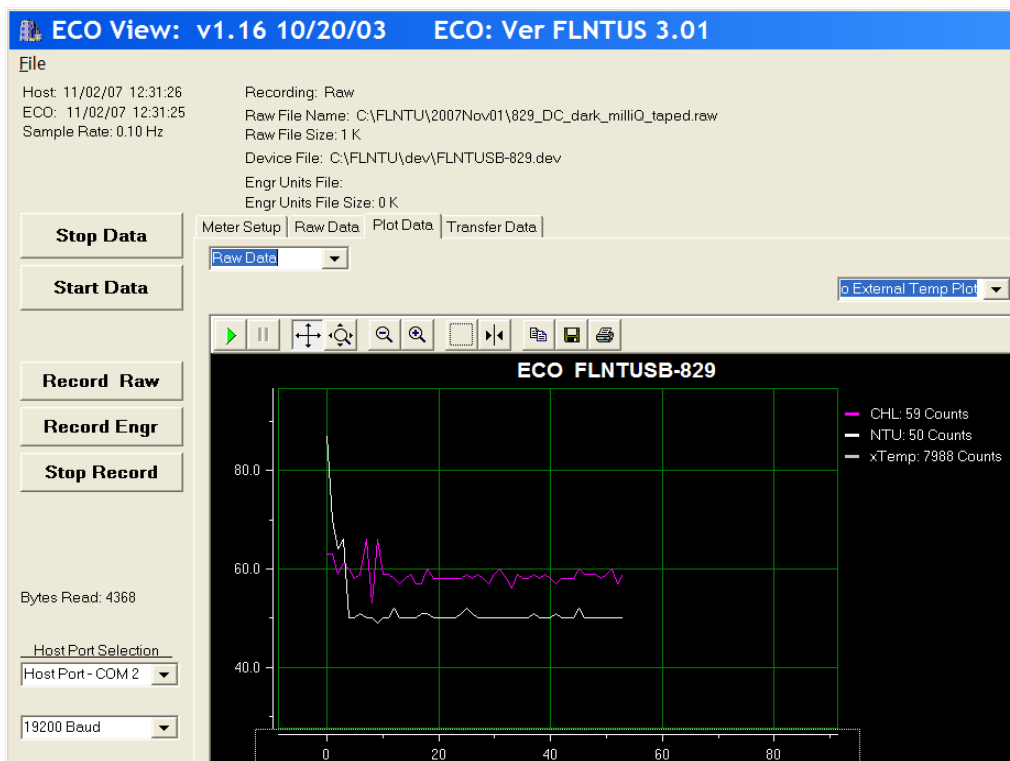 ECO View: v1.16 10/20/03 ECO: Ver FLNTUS 3.01
File
Host: 11/02/07 12:31:26
ECO: 11/02/07 12:31:25
Sample Rate: 0.10 Hz
Recording: Raw
Raw File Name: C:\FLNTU\2007Nov01\829_DC_dark_milliQ_taped.raw
Raw File Size: 1 K
Device File: C:\FLNTU\dev\FLNTUSB-829.dev
Engr Units File:
Engr Units File Size: 0 K
Stop Data
Start Data
Record Raw
Record Engr
Stop Record
Bytes Read: 4368
Host Port Selection
Host Port - COM 2
19200 Baud
Meter Setup Raw Data Plot Data Transfer Data
Raw Data
o External Temp Plot
ECO FLNTUSB-829
CHL: 59 Counts
NTU: 50 Counts
xTemp: 7988 Counts
80.0
60.0
40.0
0 20 40 60 80